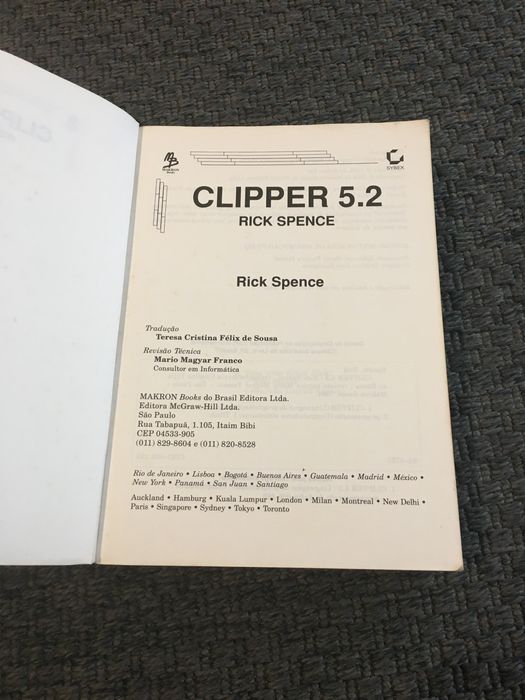 MAKRON
Books
SYBEX
CLIPPER 5.2
RICK SPENCE
Rick Spence
Tradução
Teresa Cristina Félix de Sousa
Revisão Técnica
Mario Magyar Franco
Consultor em Informática
MAKRON Books do Brasil Editora Ltda.
Editora McGraw-Hill Ltda.
São Paulo
Rua Tabapuã, 1.105, Itaim Bibi
CEP 04533-905
(011) 829-8604 e (011) 820-8528
Rio de Janeiro • Lisboa • Bogotá • Buenos Aires • Guatemala • Madrid • México •
New York • Panamá • San Juan • Santiago
Auckland • Hamburg • Kuala Lumpur • London • Milan • Montreal • New Delhi •
Paris • Singapore • Sydney • Tokyo • Toronto